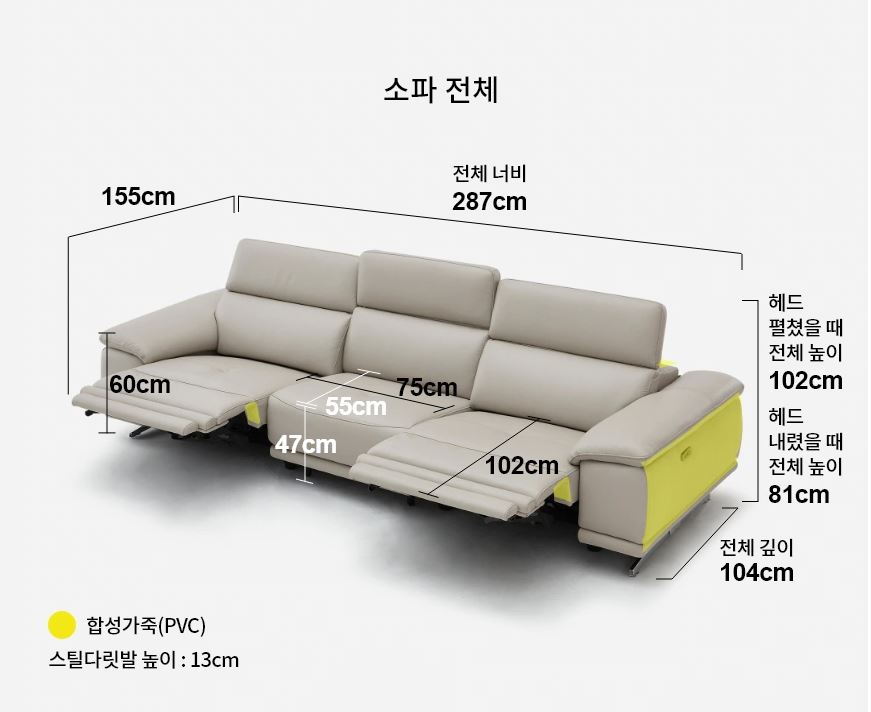 소파 전체
전체 너비
287cm
155cm
헤드
펼쳤을 때
전체 높이
102cm
헤드
내렸을 때
전체 높이
81cm
60cm
75cm
55cm
47cm
102cm
전체 깊이
104cm
합성가죽(PVC)
스틸다릿발 높이 : 13cm